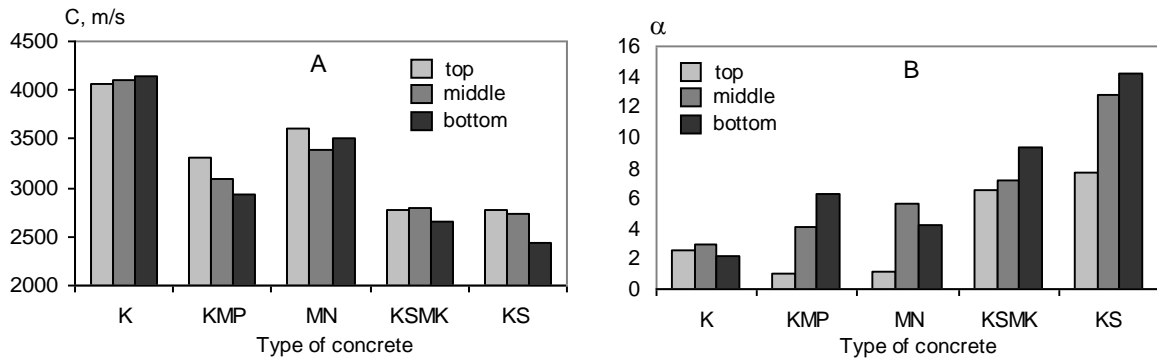 C, m/s
4500
4000
3500
3000
2500
2000
A
top
middle
bottom
K KMP MN KSMK KS
Type of concrete
α
16
14
12
10
8
6
4
2
0
B
top
middle
bottom
K KMP MN KSMK KS
Type of concrete